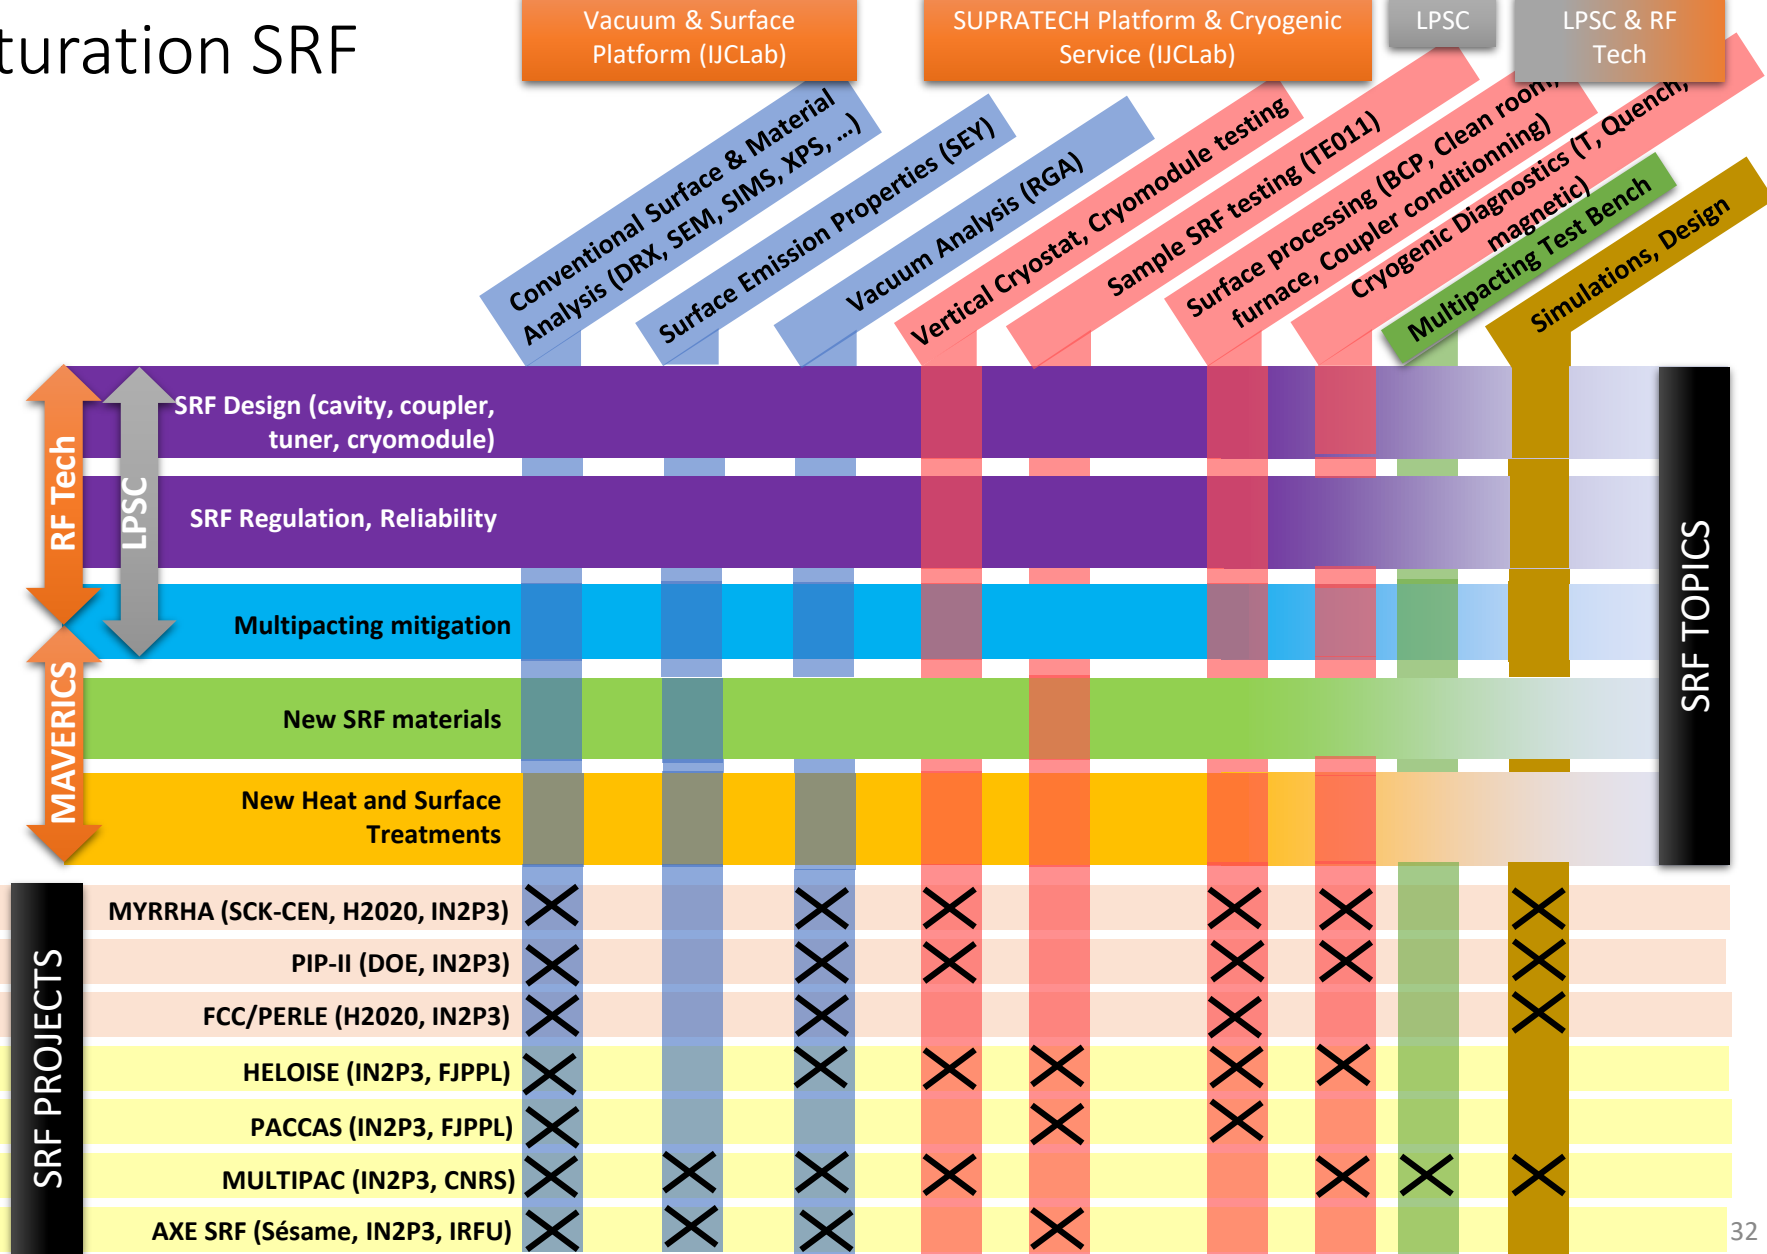 turation SRF
Vacuum & Surface
Platform (IJCLab)
SUPRATECH Platform & Cryogenic
Service (IJCLab)
LPSC
LPSC & RF
Tech
Conventional Surface & Material
Analysis (DRX, SEM, SIMS, XPS, …)
Surface Emission Properties (SEY)
Vacuum Analysis (RGA)
Vertical Cryostat, Cryomodule testing
Sample SRF testing (TE011)
Surface processing (BCP, Clean room,
furnace, Coupler conditionning)
Cryogenic Diagnostics (T, Quench,
magnetic)
Multipacting Test Bench
Simulations, Design
RF Tech
LPSC
MAVERICS
SRF Design (cavity, coupler,
tuner, cryomodule)
SRF Regulation, Reliability
Multipacting mitigation
New SRF materials
New Heat and Surface
Treatments
SRF TOPICS
SRF PROJECTS
MYRRHA (SCK-CEN, H2020, IN2P3)
PIP-II (DOE, IN2P3)
FCC/PERLE (H2020, IN2P3)
HELOISE (IN2P3, FJPPL)
PACCAS (IN2P3, FJPPL)
MULTIPAC (IN2P3, CNRS)
AXE SRF (Sésame, IN2P3, IRFU)
32